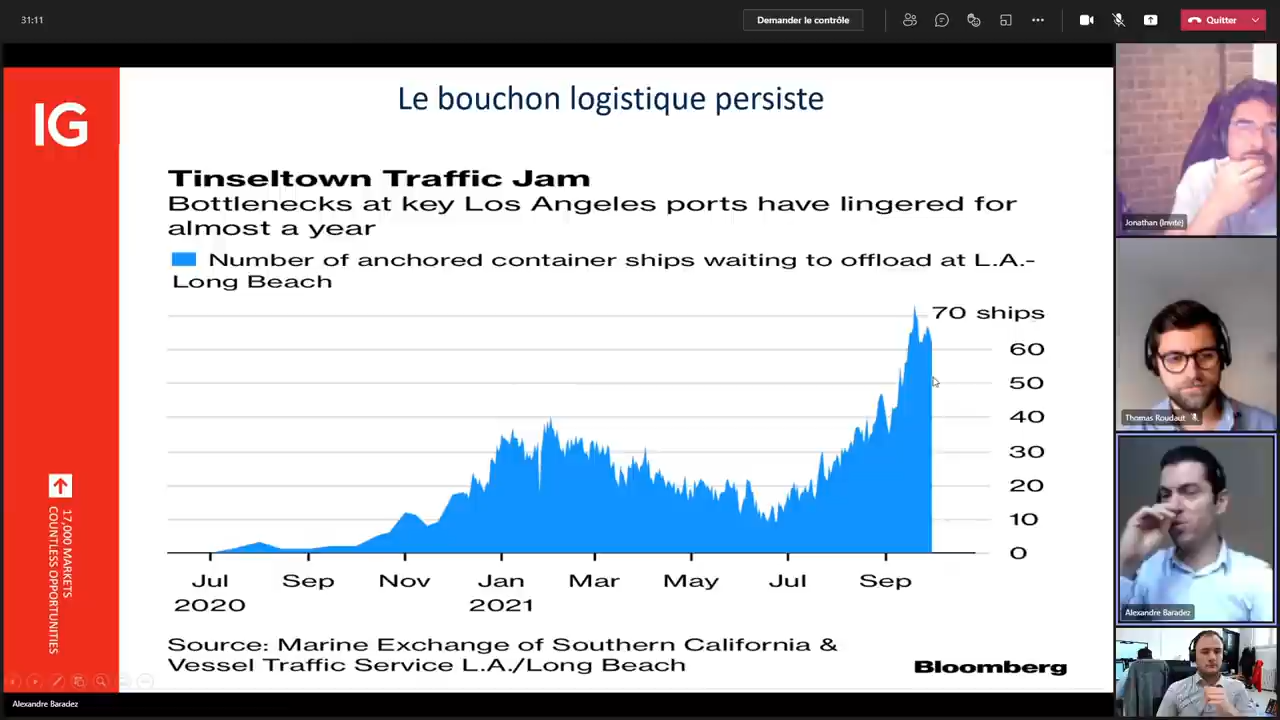 31:11
Demander le contrôle
Quitter
IG
Le bouchon logistique persiste
Tinseltown Traffic Jam
Bottlenecks at key Los Angeles ports have lingered for
almost a year
Number of anchored container ships waiting to offload at L.A.-
Long Beach
70 ships
60
50
40
30
20
10
0
Jul Sep Nov Jan Mar May Jul Sep
2020 2021
Source: Marine Exchange of Southern California &
Vessel Traffic Service L.A./Long Beach
Bloomberg
17,000 MARKETS
COUNTLESS OPPORTUNITIES
Jonathan (Invité)
Thomas Roudaut
Alexandre Baradez
Alexandre Baradez